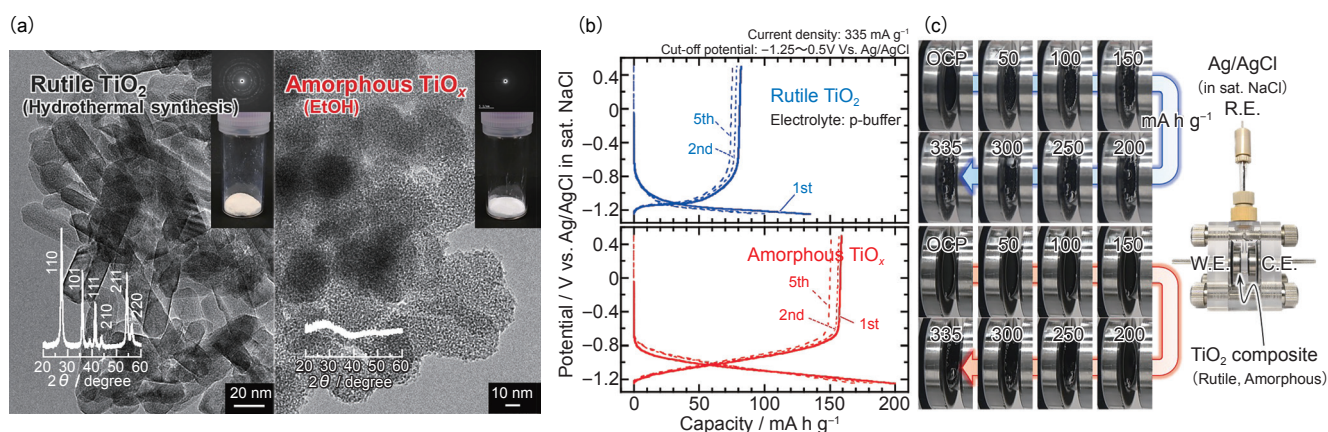 (a)
Rutile TiO2
(Hydrothermal synthesis)
110
101
111
210
211
220
20 30 40 50 60
2θ / degree
20 nm
Amorphous TiOx
(EtOH)
20 30 40 50 60
2θ / degree
10 nm
(b)
Current density: 335 mA g−1
Cut-off potential: −1.25～0.5V Vs. Ag/AgCl
Potential / V vs. Ag/AgCl in sat. NaCl
0.4
0
−0.4
−0.8
−1.2
Rutile TiO2
Electrolyte: p-buffer
5th
2nd
1st
0.4
0
−0.4
−0.8
−1.2
Amorphous TiOx
5th
2nd
1st
0 50 100 150 200
Capacity / mA h g−1
(c)
OCP 50 100 150
mA h g−1
335 300 250 200
OCP 50 100 150
335 300 250 200
Ag/AgCl
(in sat. NaCl)
R.E.
W.E. C.E.
TiO2 composite
(Rutile, Amorphous)